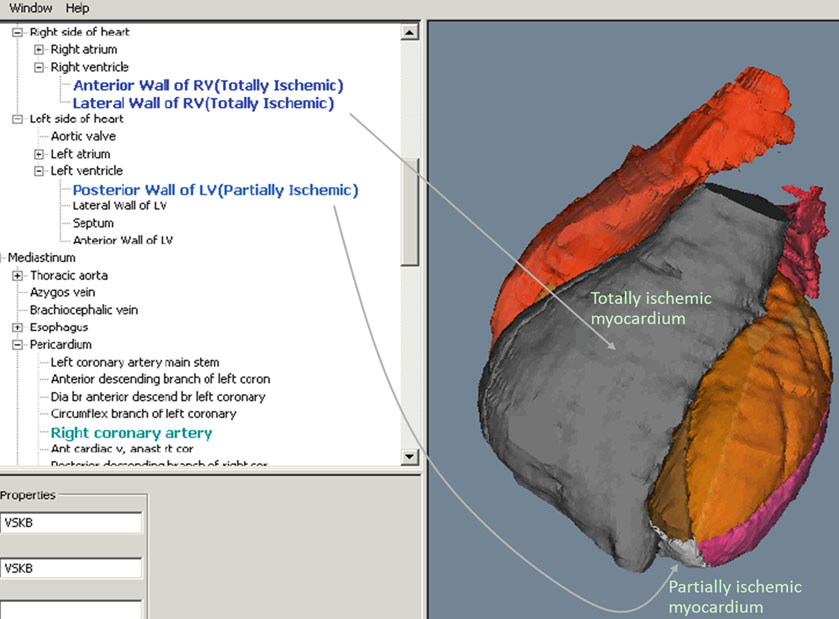 Window Help
Right side of heart
Right atrium
Right ventricle
Anterior Wall of RV(Totally Ischemic)
Lateral Wall of RV(Totally Ischemic)
Left side of heart
Aortic valve
Left atrium
Left ventricle
Posterior Wall of LV(Partially Ischemic)
Lateral Wall of LV
Septum
Anterior Wall of LV
Mediastinum
Thoracic aorta
Azygos vein
Brachiocephalic vein
Esophagus
Pericardium
Left coronary artery main stem
Anterior descending branch of left coron
Dia br anterior descend br left coronary
Circumflex branch of left coronary
Right coronary artery
Ant cardiac v, anast rt cor
Posterior descending branch of right cor
Properties
VSKB
VSKB
Totally ischemic
myocardium
Partially ischemic
myocardium